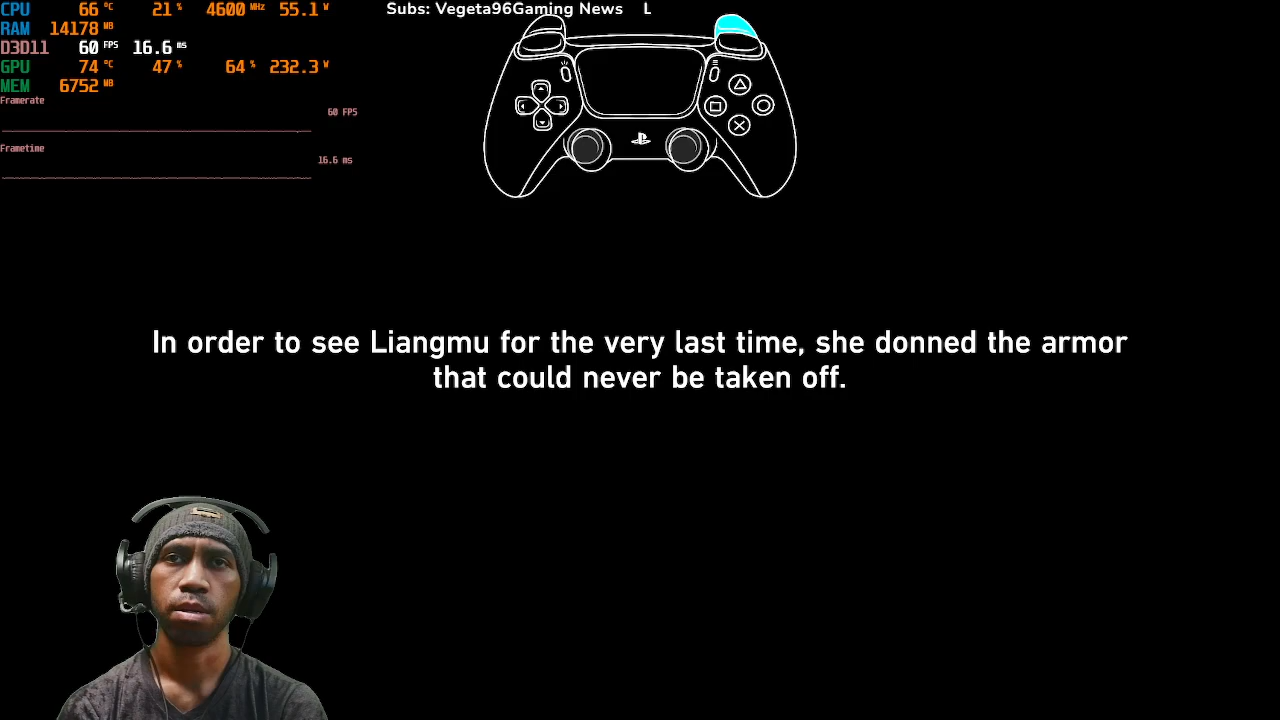 CPU 66 °C 21 % 4600 MHz 55.1 W
RAM 14178 MB
D3D11 60 FPS 16.6 ms
GPU 74 °C 47 % 64 % 232.3 W
MEM 6752 MB
Framerate
60 FPS
Frametime
16.6 ms
Subs: Vegeta96Gaming News L
In order to see Liangmu for the very last time, she donned the armor
that could never be taken off.